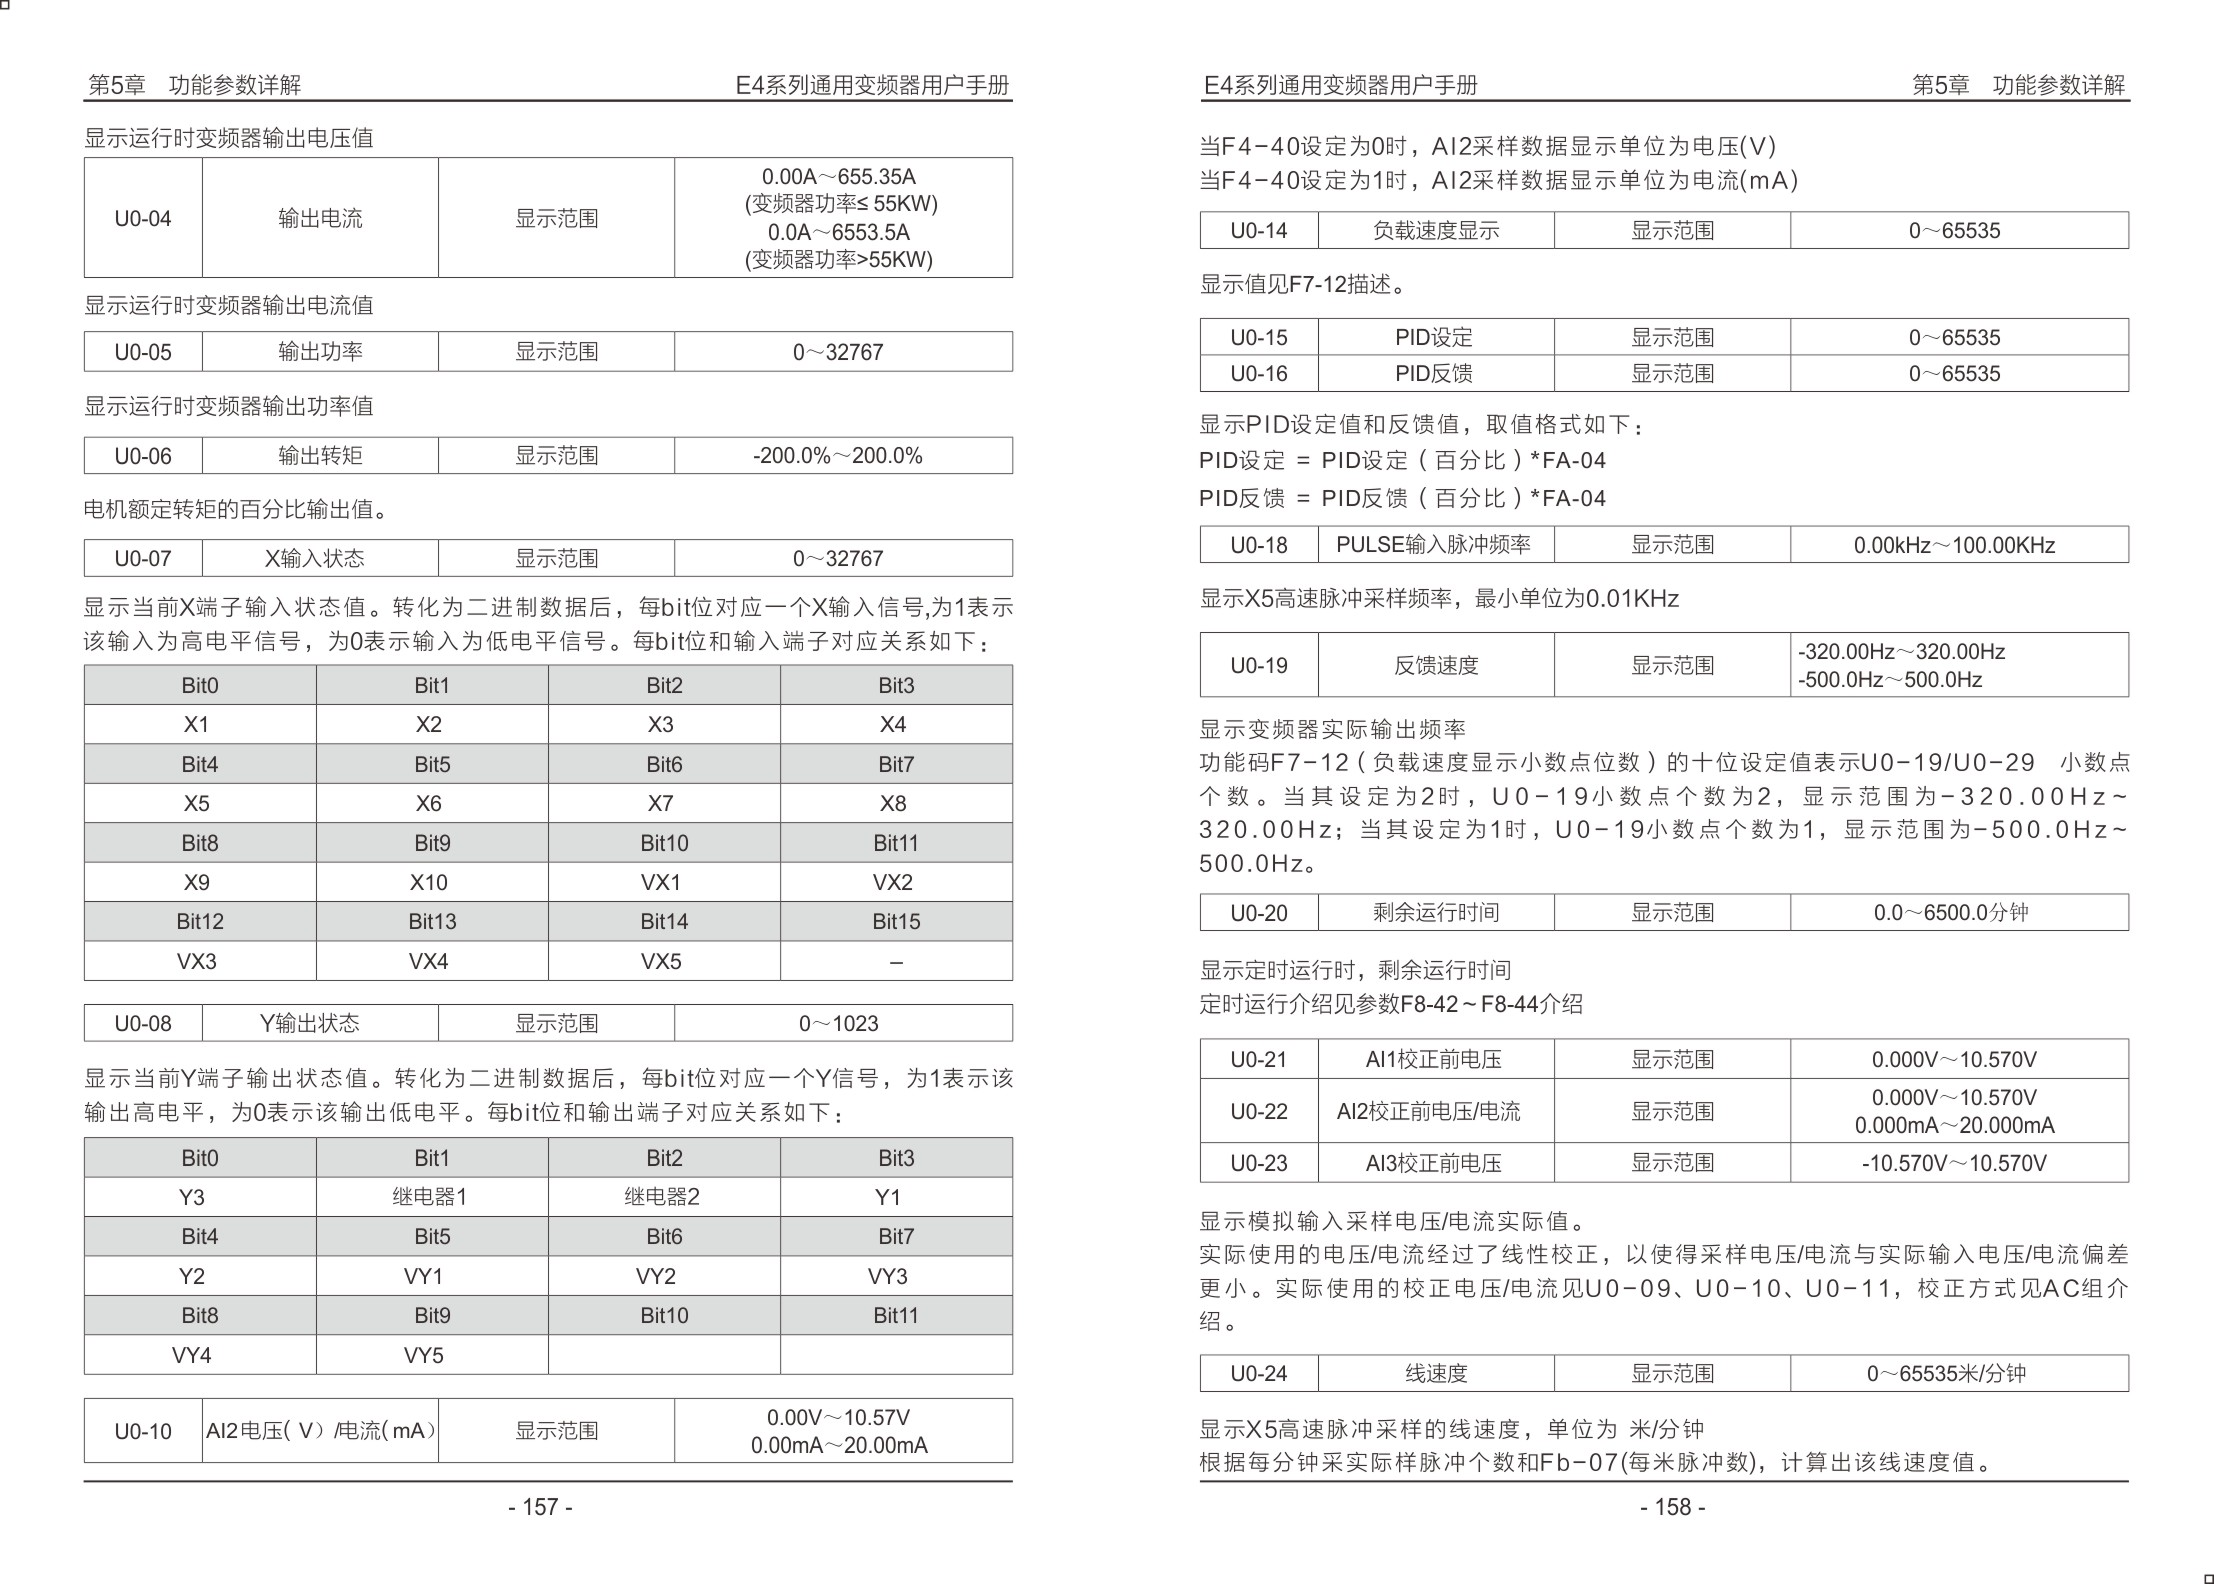 第5章　功能参数详解　E4系列通用变频器用户手册
显示运行时变频器输出电压值
U0-04　输出电流　显示范围　0.00A～655.35A
(变频器功率≤ 55KW)
0.0A～6553.5A
(变频器功率>55KW)
显示运行时变频器输出电流值
U0-05　输出功率　显示范围　0～32767
显示运行时变频器输出功率值
U0-06　输出转矩　显示范围　-200.0%～200.0%
电机额定转矩的百分比输出值。
U0-07　X输入状态　显示范围　0～32767
显示当前X端子输入状态值。转化为二进制数据后，每bit位对应一个X输入信号,为1表示
该输入为高电平信号，为0表示输入为低电平信号。每bit位和输入端子对应关系如下：
Bit0　Bit1　Bit2　Bit3
X1　X2　X3　X4
Bit4　Bit5　Bit6　Bit7
X5　X6　X7　X8
Bit8　Bit9　Bit10　Bit11
X9　X10　VX1　VX2
Bit12　Bit13　Bit14　Bit15
VX3　VX4　VX5　–
U0-08　Y输出状态　显示范围　0～1023
显示当前Y端子输出状态值。转化为二进制数据后，每bit位对应一个Y信号，为1表示该
输出高电平，为0表示该输出低电平。每bit位和输出端子对应关系如下：
Bit0　Bit1　Bit2　Bit3
Y3　继电器1　继电器2　Y1
Bit4　Bit5　Bit6　Bit7
Y2　VY1　VY2　VY3
Bit8　Bit9　Bit10　Bit11
VY4　VY5
U0-10　AI2电压( V）/电流(mA）　显示范围　0.00V～10.57V
0.00mA～20.00mA
- 157 -
E4系列通用变频器用户手册　第5章　功能参数详解
当F4-40设定为0时，AI2采样数据显示单位为电压(V)
当F4-40设定为1时，AI2采样数据显示单位为电流(mA)
U0-14　负载速度显示　显示范围　0～65535
显示值见F7-12描述。
U0-15　PID设定　显示范围　0～65535
U0-16　PID反馈　显示范围　0～65535
显示PID设定值和反馈值，取值格式如下：
PID设定 = PID设定（百分比）*FA-04
PID反馈 = PID反馈（百分比）*FA-04
U0-18　PULSE输入脉冲频率　显示范围　0.00kHz～100.00KHz
显示X5高速脉冲采样频率，最小单位为0.01KHz
U0-19　反馈速度　显示范围　-320.00Hz～320.00Hz
-500.0Hz～500.0Hz
显示变频器实际输出频率
功能码F7-12（负载速度显示小数点位数）的十位设定值表示U0-19/U0-29　小数点
个数。当其设定为2时，U0-19小数点个数为2，显示范围为-320.00Hz~
320.00Hz；当其设定为1时，U0-19小数点个数为1，显示范围为-500.0Hz~
500.0Hz。
U0-20　剩余运行时间　显示范围　0.0～6500.0分钟
显示定时运行时，剩余运行时间
定时运行介绍见参数F8-42～F8-44介绍
U0-21　AI1校正前电压　显示范围　0.000V～10.570V
U0-22　AI2校正前电压/电流　显示范围　0.000V～10.570V
0.000mA～20.000mA
U0-23　AI3校正前电压　显示范围　-10.570V～10.570V
显示模拟输入采样电压/电流实际值。
实际使用的电压/电流经过了线性校正，以使得采样电压/电流与实际输入电压/电流偏差
更小。实际使用的校正电压/电流见U0-09、U0-10、U0-11，校正方式见AC组介
绍。
U0-24　线速度　显示范围　0～65535米/分钟
显示X5高速脉冲采样的线速度，单位为 米/分钟
根据每分钟采实际样脉冲个数和Fb-07(每米脉冲数)，计算出该线速度值。
- 158 -